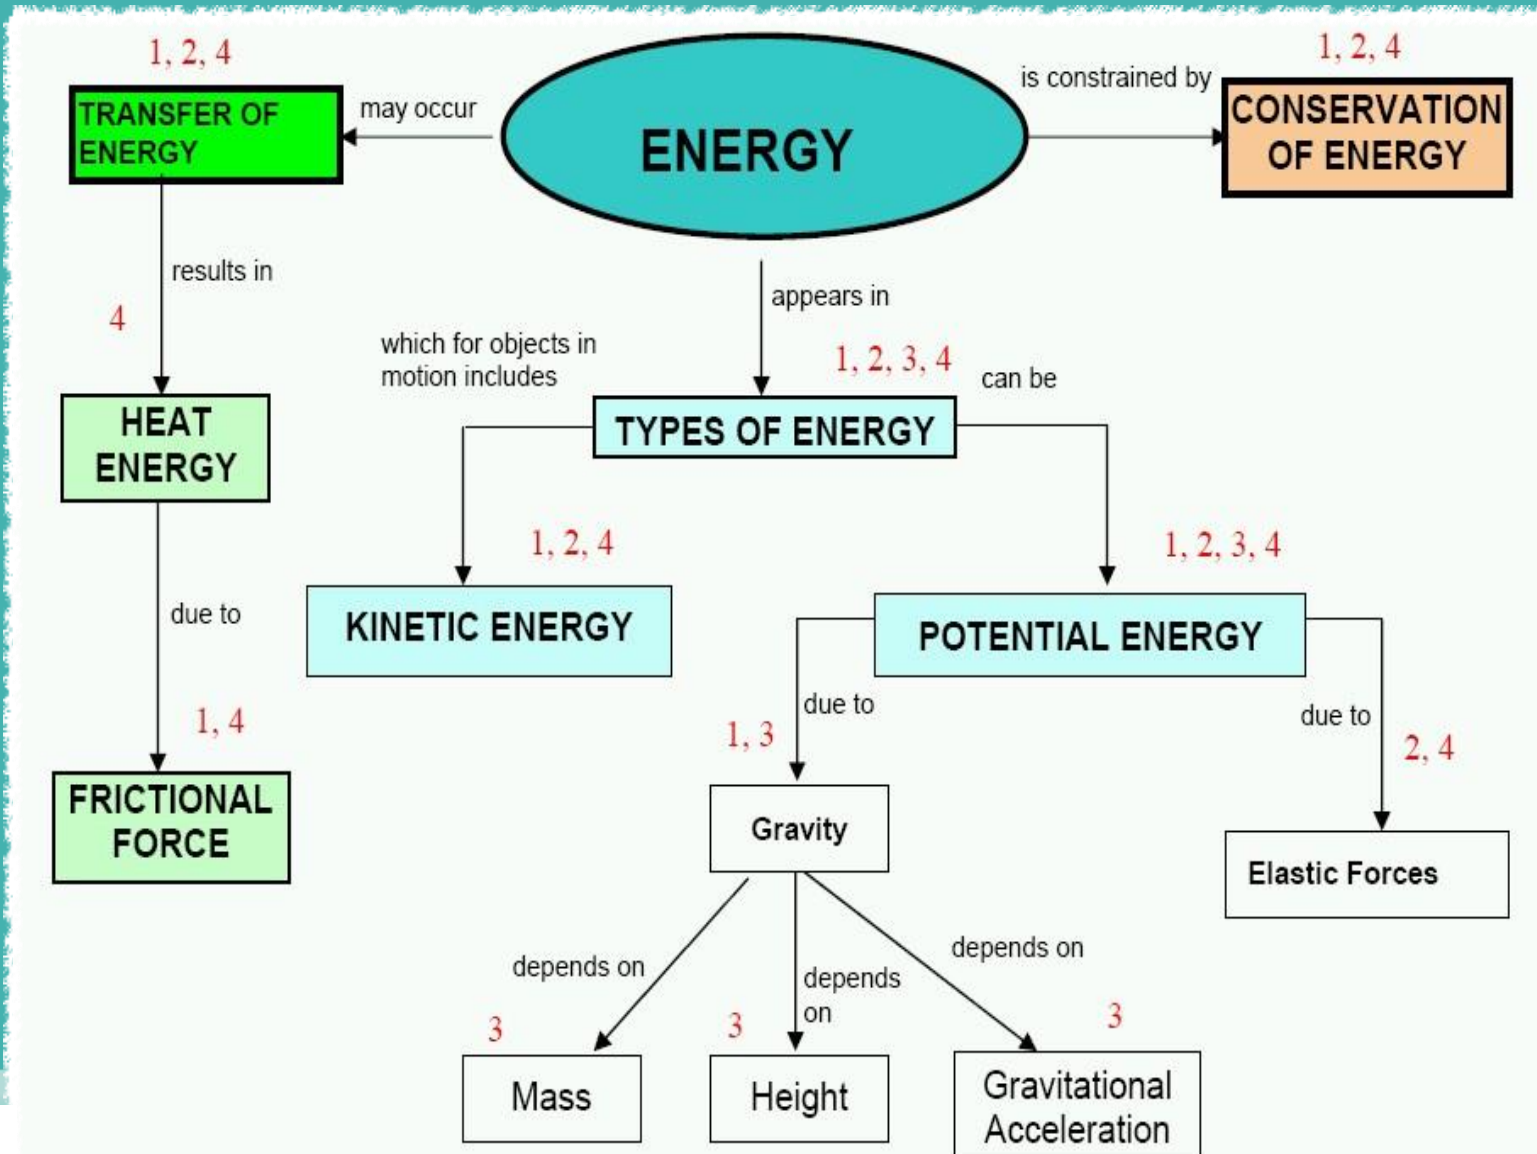 1, 2, 4
TRANSFER OF
ENERGY
may occur
ENERGY
is constrained by
1, 2, 4
CONSERVATION
OF ENERGY
results in
4
HEAT
ENERGY
due to
1, 4
FRICTIONAL
FORCE
appears in
1, 2, 3, 4
TYPES OF ENERGY
which for objects in
motion includes
1, 2, 4
KINETIC ENERGY
can be
1, 2, 3, 4
POTENTIAL ENERGY
due to
1, 3
Gravity
due to
2, 4
Elastic Forces
depends on
3
Mass
depends
on
3
Height
depends on
3
Gravitational
Acceleration